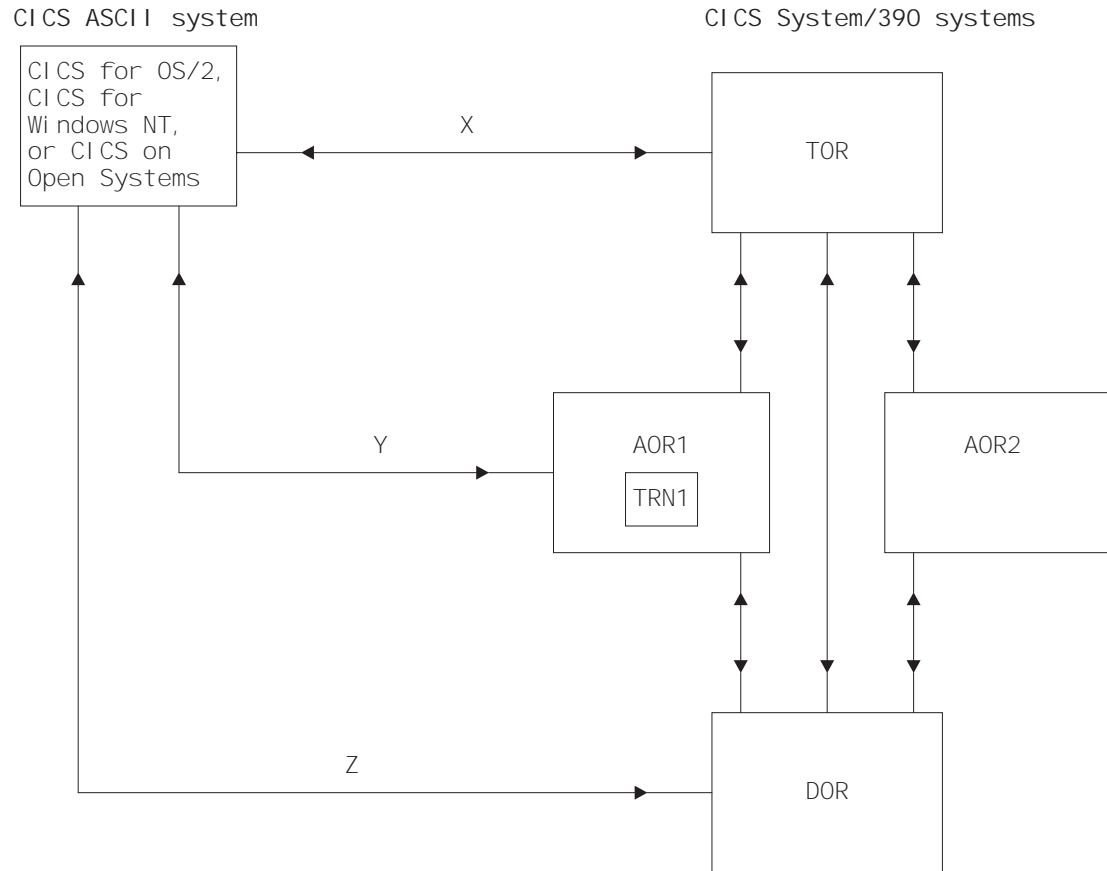 CICS ASCII system
CICS System/390 systems
CICS for OS/2,
CICS for
Windows NT,
or CICS on
Open Systems
X
TOR
Y
AOR1
AOR2
TRN1
Z
DOR